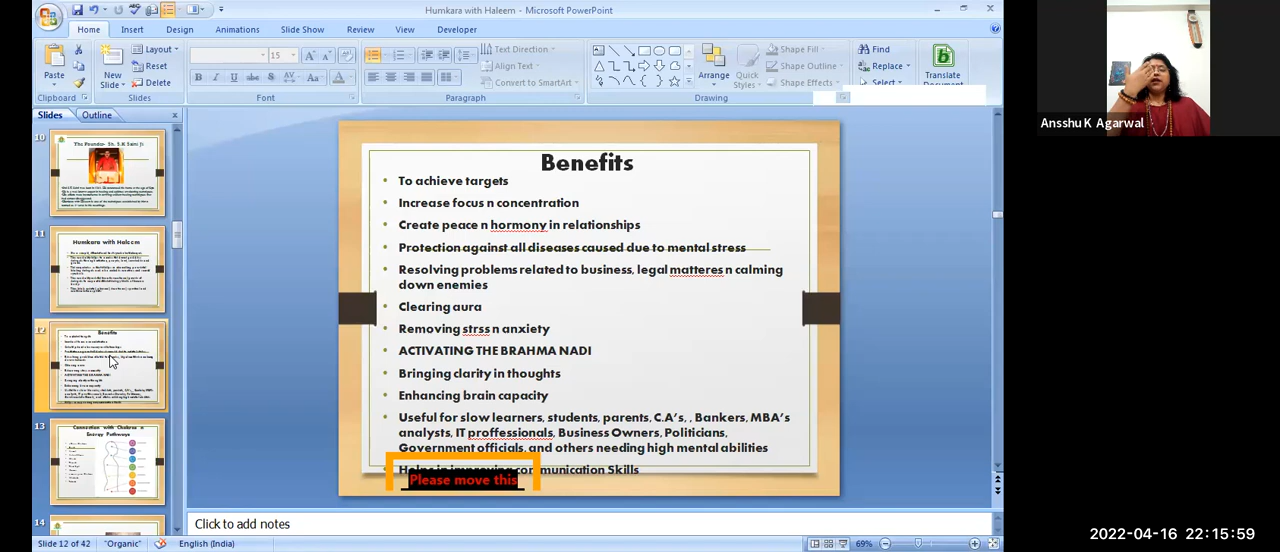 Humkara with Haleem - Microsoft PowerPoint
Home Insert Design Slide Show Animations Review View Developer
Paste
New Slide
Layout
Reset
Delete
15
Text Direction
Align Text
Convert to SmartArt
Arrange
Quick Styles
Shape Fill
Shape Outline
Shape Effects
Find
Replace
Select
Translate Document
Clipboard Slides Font Paragraph Drawing
Slides Outline
10
The Founder- Sh. S.K Saini Ji
11
Humkara with Haleem
12
Benefits
13
Connection with Chakras n Energy Pathways
14
Benefits
• To achieve targets
• Increase focus n concentration
• Create peace n hormony in relationships
• Protection against all diseases caused due to mental stress
• Resolving problems related to business, legal matteres n calming
down enemies
• Clearing aura
• Removing strss n anxiety
• ACTIVATING THE BRAHMA NADI
• Bringing clarity in thoughts
• Enhancing brain capacity
• Useful for slow learners, students, parents, C.A's, , Bankers, MBA's
analysts, IT proffessionals, Business Owners, Politicians,
Government officials, and others needing high mental abilities
• Helps in improving communication Skills
Please move this
Click to add notes
Slide 12 of 42 "Organic" English (India) 69%
Ansshu K Agarwal
2022-04-16 22:15:59